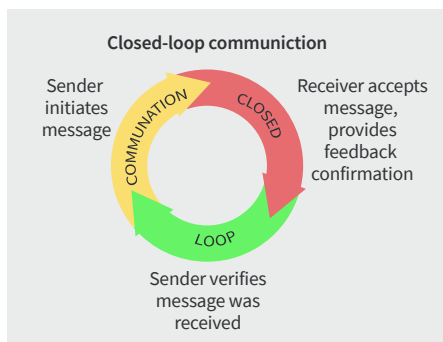 Closed-loop communiction
Sender
initiates
message
COMMUNATION
CLOSED
Receiver accepts
message,
provides
feedback
confirmation
LOOP
Sender verifies
message was
received